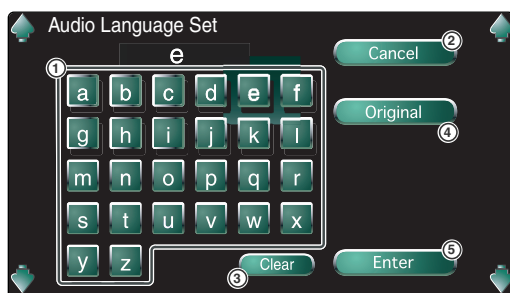 Audio Language Set
e
① Cancel ②
a b c d e f
Original ④
g h i j k l
m n o p q r
s t u v w x
y z
③ Clear
Enter ⑤